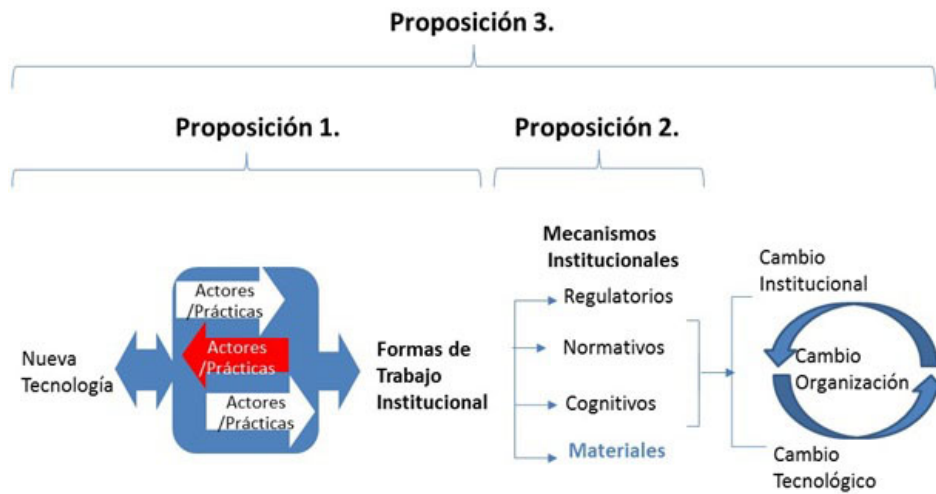 Proposición 3.
Proposición 1.
Proposición 2.
Nueva
Tecnología
Actores
/Prácticas
Actores
/Prácticas
Actores
/Prácticas
Formas de
Trabajo
Institucional
Mecanismos
Institucionales
Regulatorios
Normativos
Cognitivos
Materiales
Cambio
Institucional
Cambio
Organización
Cambio
Tecnológico